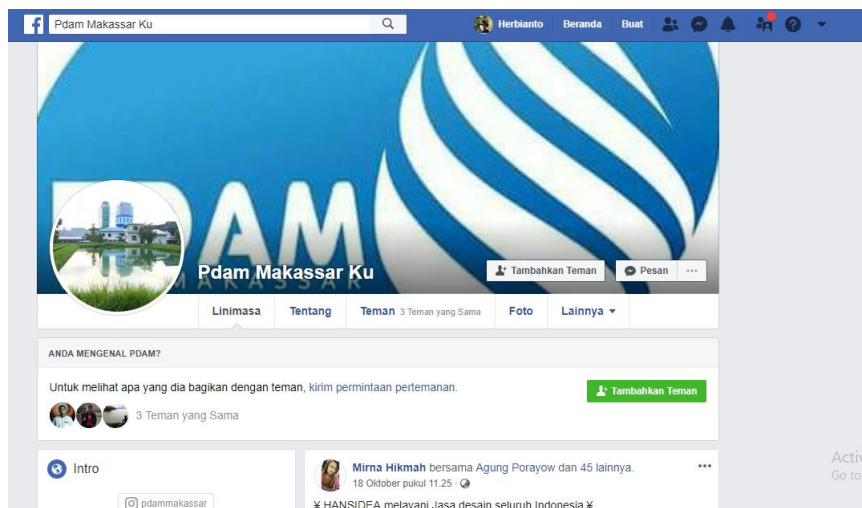 Pdam Makassar Ku
Herbianto Beranda Buat
PDAM
MAKASSAR
Pdam Makassar Ku
Tambahkan Teman Pesan
Linimasa Tentang Teman 3 Teman yang Sama Foto Lainnya
ANDA MENGENAL PDAM?
Untuk melihat apa yang dia bagikan dengan teman, kirim permintaan pertemanan.
Tambahkan Teman
3 Teman yang Sama
Intro
pdammakassar
Mirna Hikmah bersama Agung Porayow dan 45 lainnya.
18 Oktober pukul 11.25
¥ HANSIDEA melayani Jasa desain seluruh Indonesia ¥
Go to